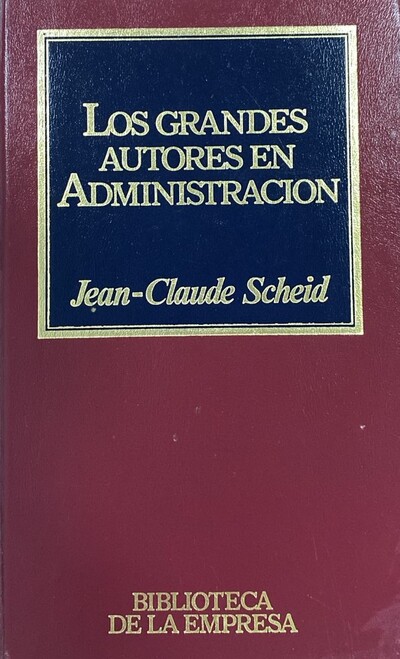 LOS GRANDES
AUTORES EN
ADMINISTRACION
Jean-Claude Scheid
BIBLIOTECA
DE LA EMPRESA